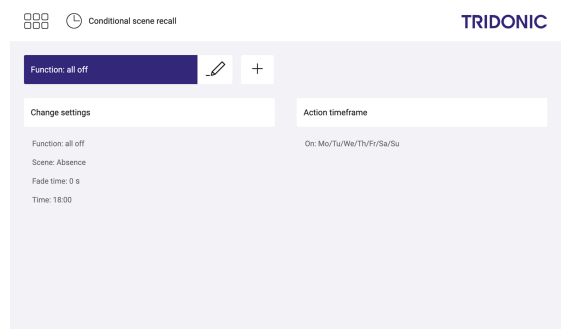 Conditional scene recall
TRIDONIC
Function: all off
Change settings
Function: all off
Scene: Absence
Fade time: 0 s
Time: 18:00
Action timeframe
On: Mo/Tu/We/Th/Fr/Sa/Su